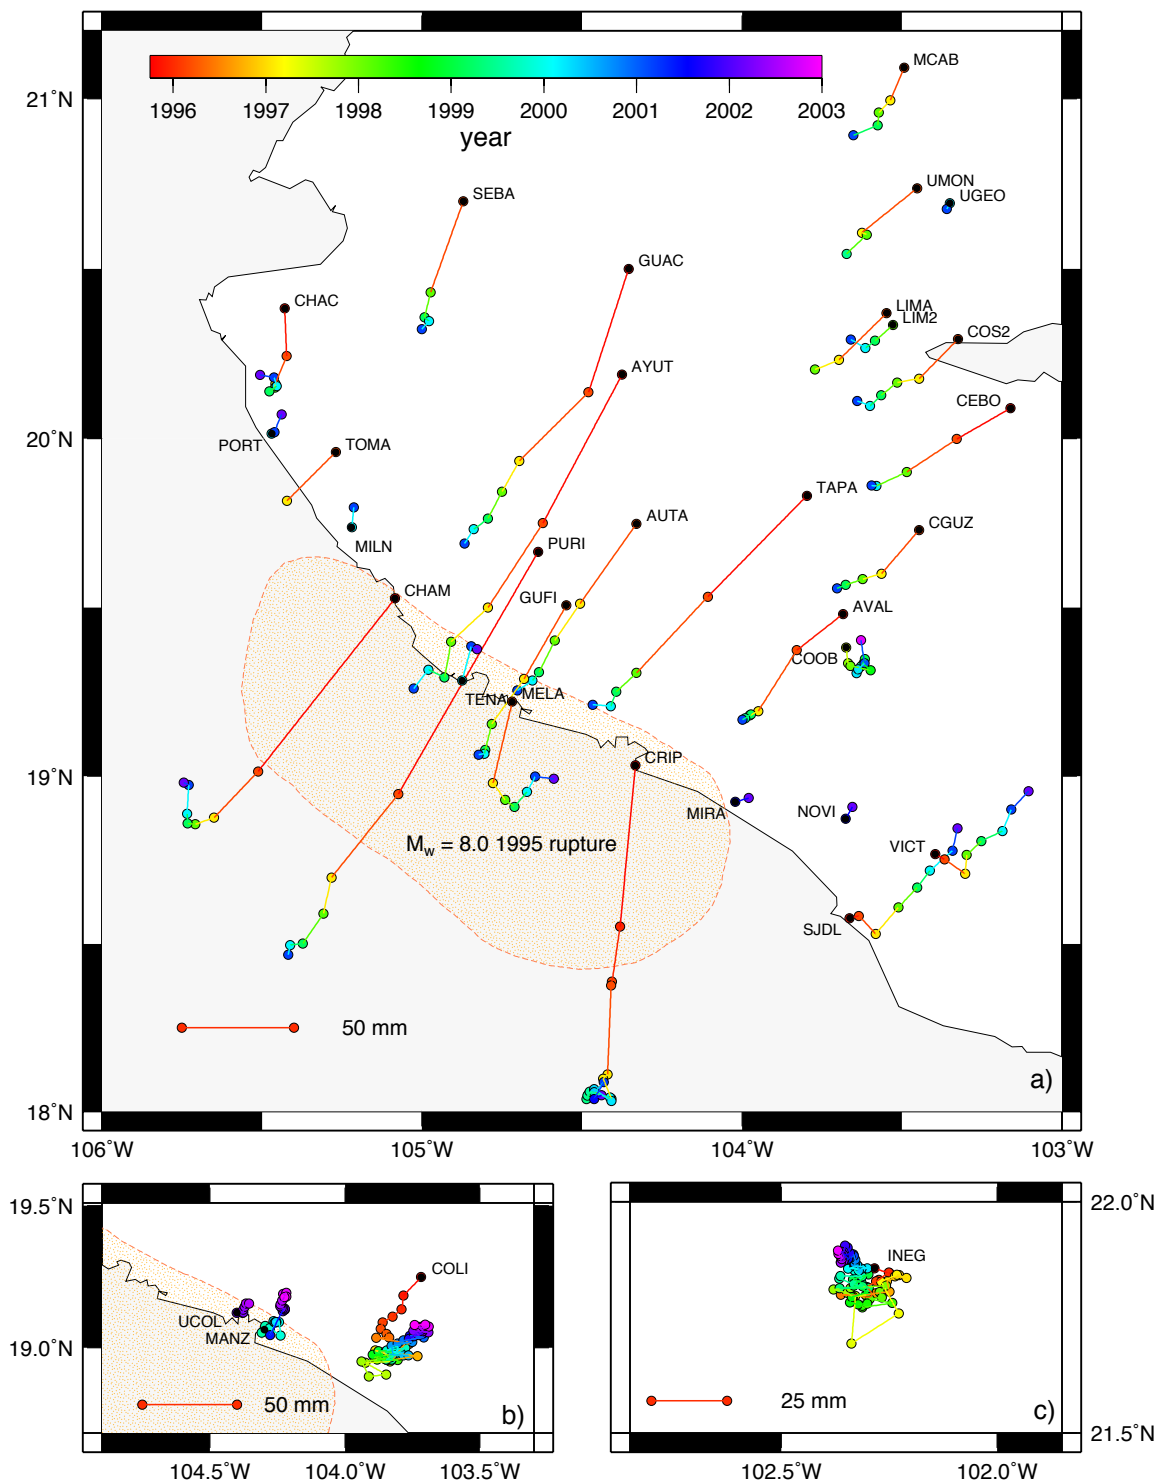 1996 1997 1998 1999 2000 2001 2002 2003
year
MCAB
21°N
UMON
UGEO
SEBA
GUAC
CHAC
LIMA
LIM2
COS2
AYUT
CEBO
20°N
PORT
TOMA
TAPA
AUTA
CGUZ
MILN
PURI
CHAM
GUFI
AVAL
COOB
TENA
MELA
19°N
CRIP
MIRA
NOVI
Mw = 8.0 1995 rupture
VICT
SJDL
50 mm
a)
18°N
106°W 105°W 104°W 103°W
19.5°N
COLI
UCOL
MANZ
19.0°N
50 mm
b)
104.5°W 104.0°W 103.5°W
22.0°N
INEG
25 mm
c)
21.5°N
102.5°W 102.0°W